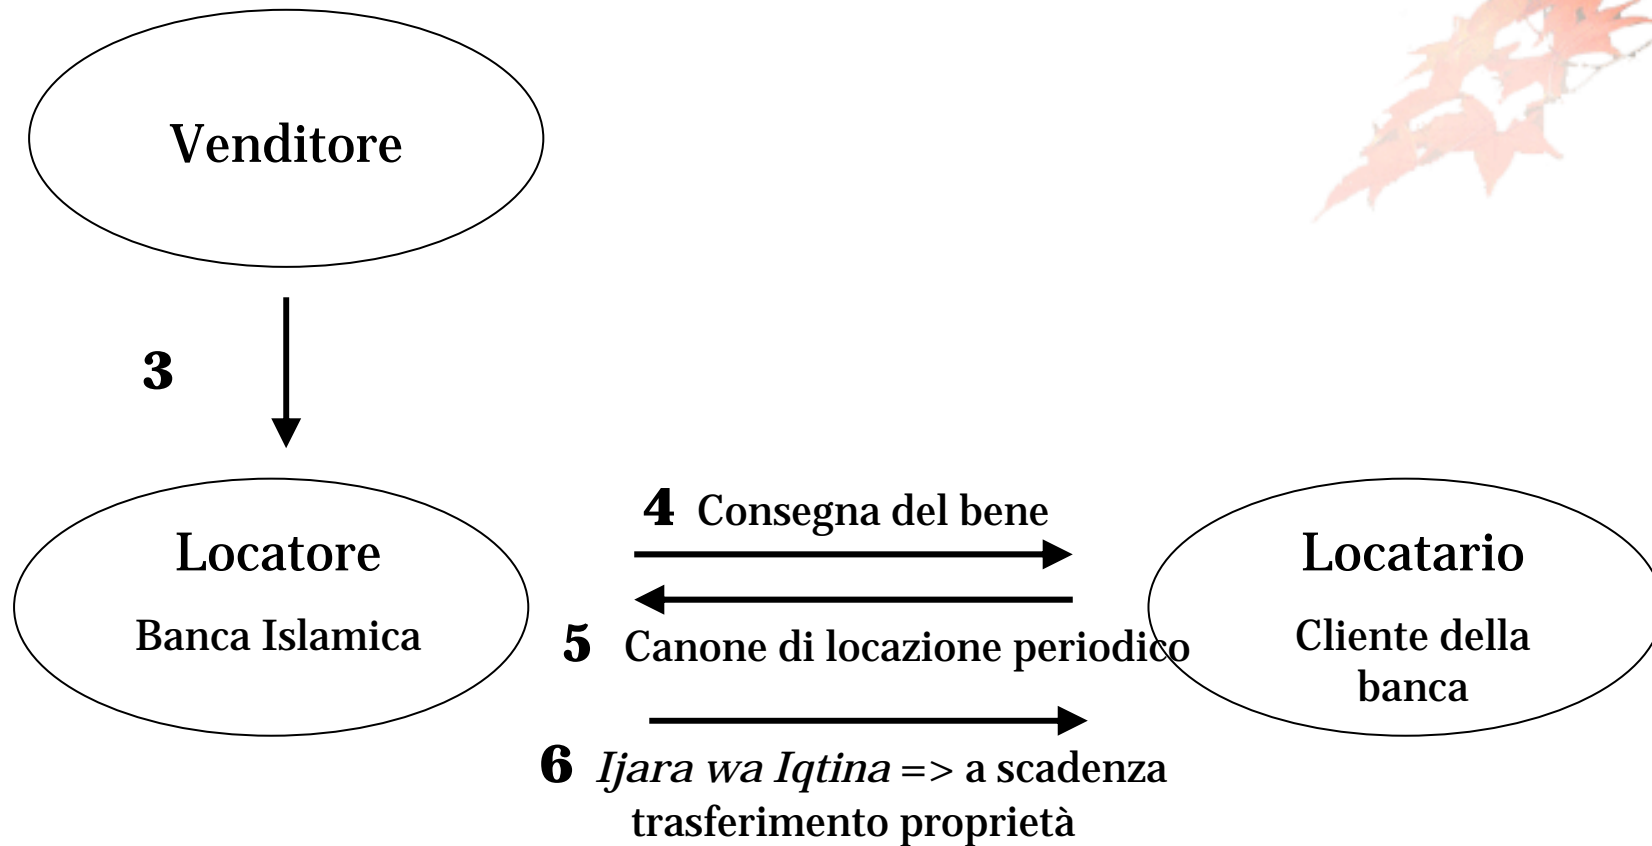 Venditore
3
4 Consegna del bene
Locatore
Banca Islamica
Locatario
Cliente della
banca
5 Canone di locazione periodico
6 Ijara wa Iqtina => a scadenza
trasferimento proprietà